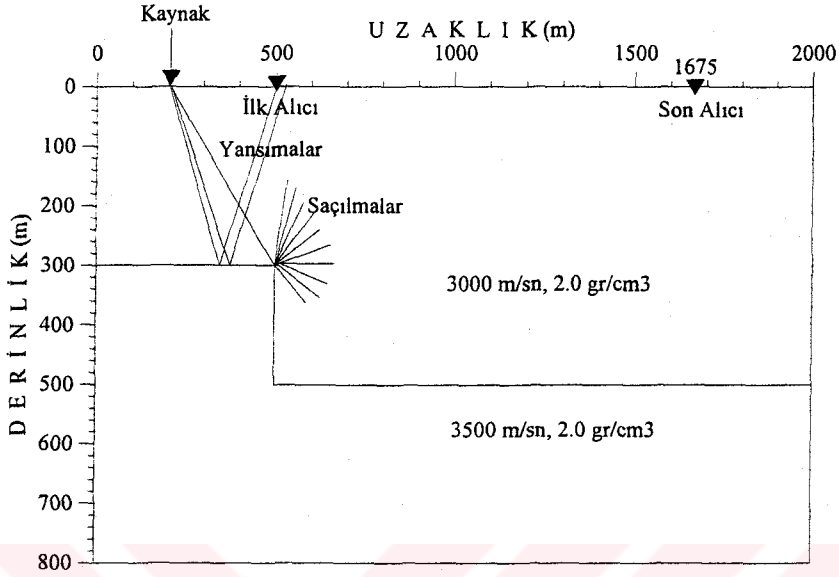 Kaynak
U Z A K L I K (m)
0
500
1000
1500
1675
2000
0
İlk Alıcı
Son Alıcı
100
Yansımalar
200
Saçılmalar
300
3000 m/sn, 2.0 gr/cm3
400
500
3500 m/sn, 2.0 gr/cm3
600
700
800
D E R İ N L İ K (m)